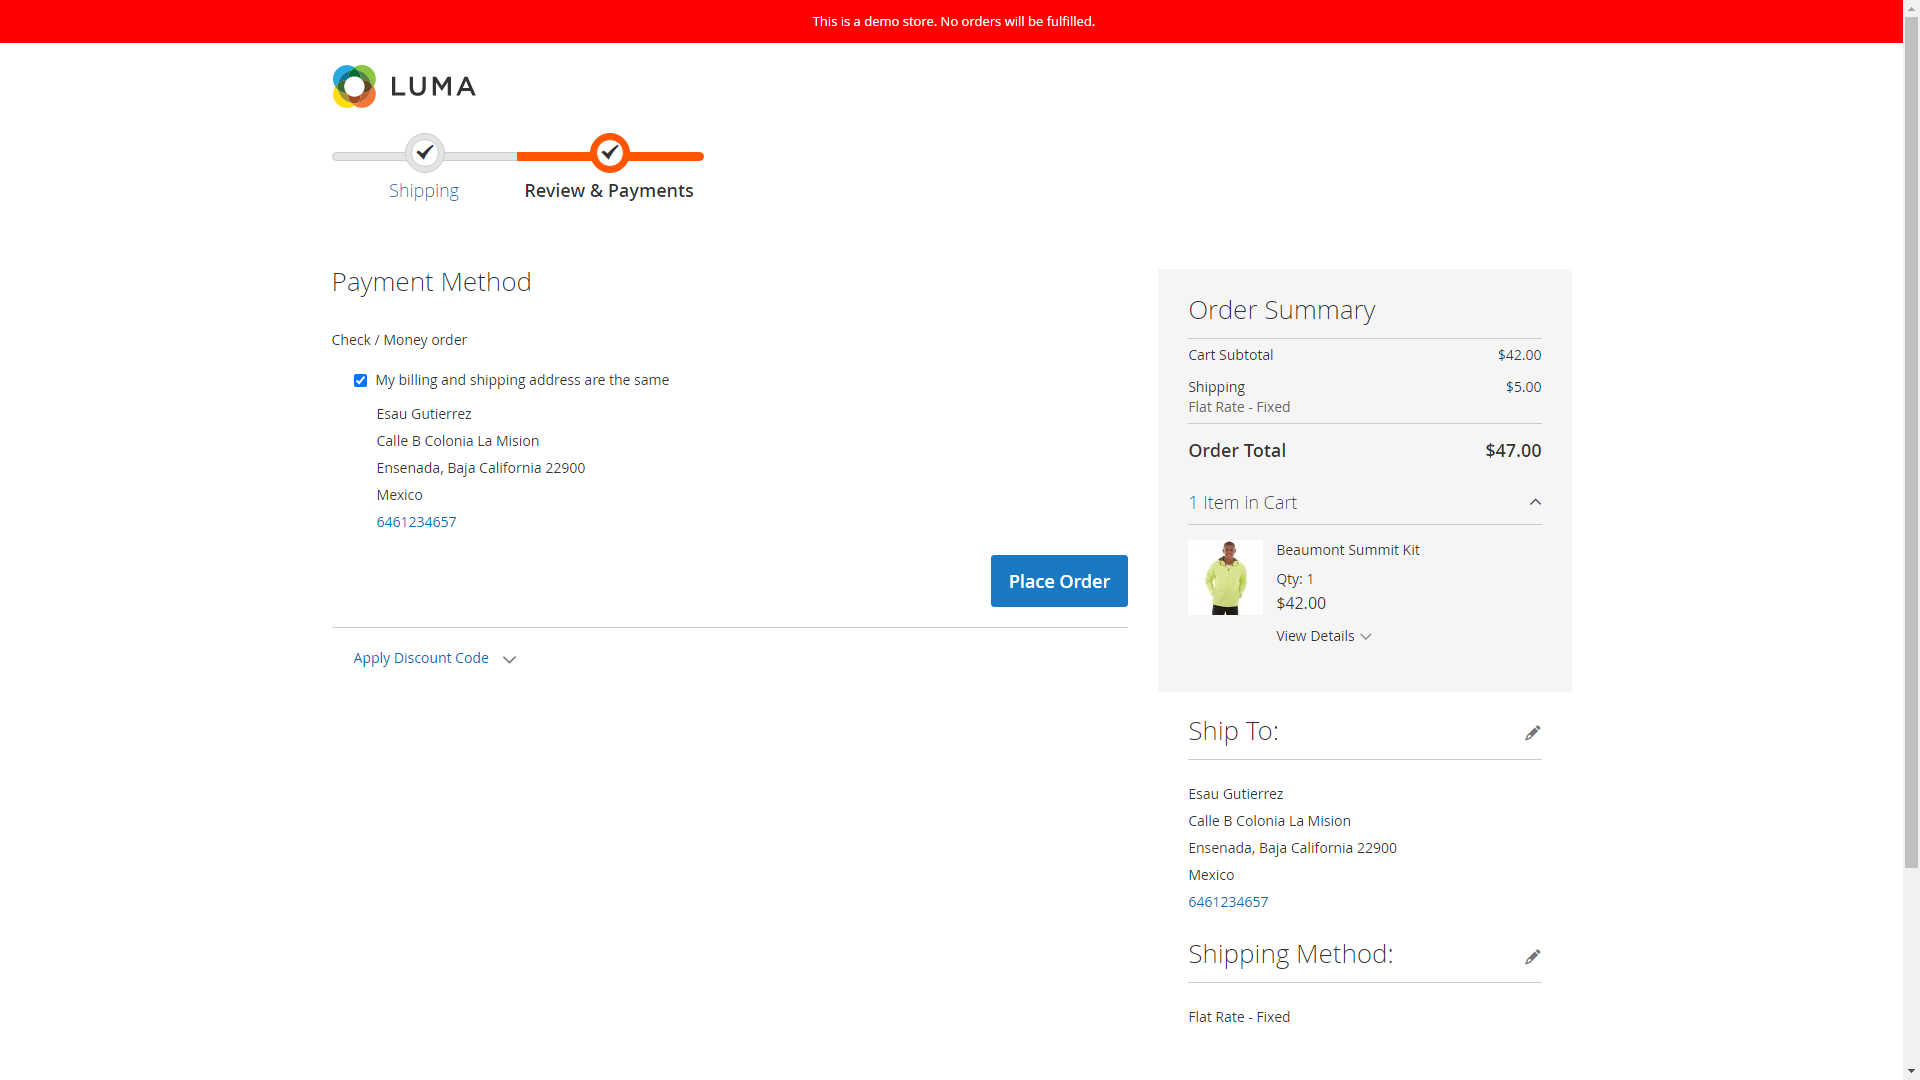 This is a demo store. No orders will be fulfilled.
LUMA
Shipping
Review & Payments
Payment Method
Check / Money order
My billing and shipping address are the same
Esau Gutierrez
Calle B Colonia La Mision
Ensenada, Baja California 22900
Mexico
6461234657
Place Order
Apply Discount Code
Order Summary
Cart Subtotal $42.00
Shipping $5.00
Flat Rate - Fixed
Order Total $47.00
1 Item in Cart
Beaumont Summit Kit
Qty: 1
$42.00
View Details
Ship To:
Esau Gutierrez
Calle B Colonia La Mision
Ensenada, Baja California 22900
Mexico
6461234657
Shipping Method:
Flat Rate - Fixed